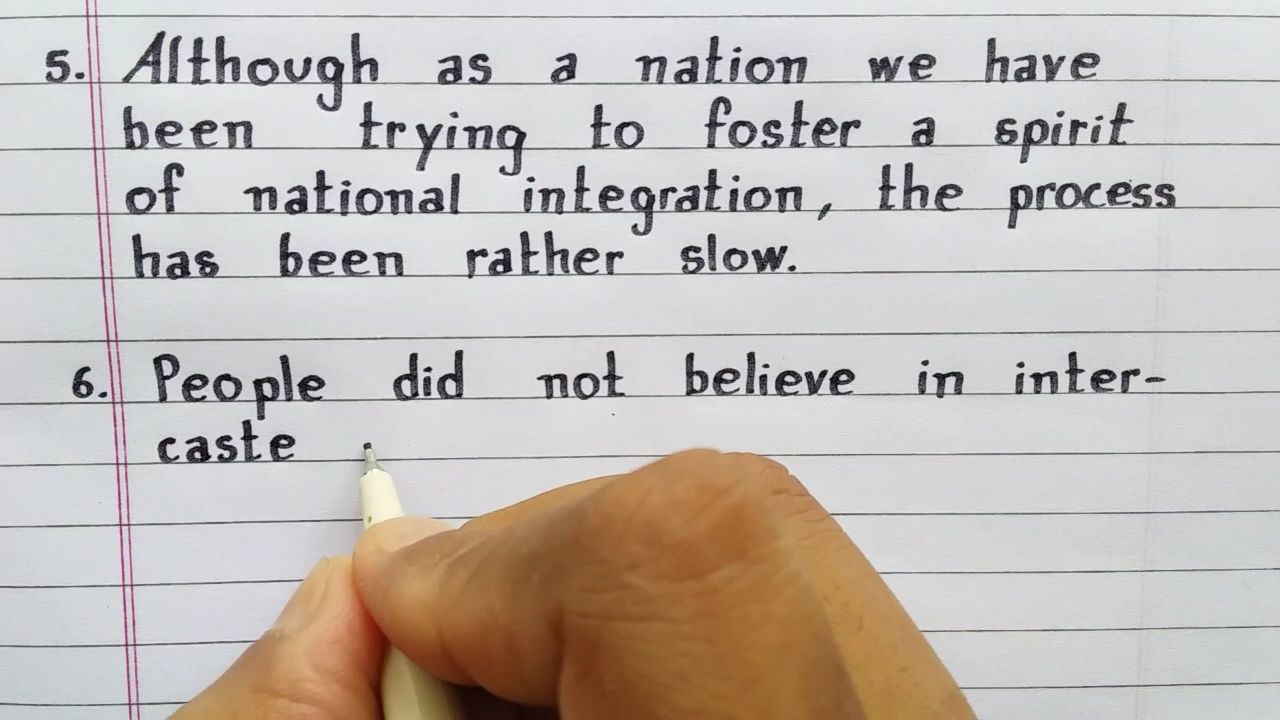 5. Although as a nation we have
been trying to foster a spirit
of national integration, the process
has been rather slow.
6. People did not believe in inter-
caste